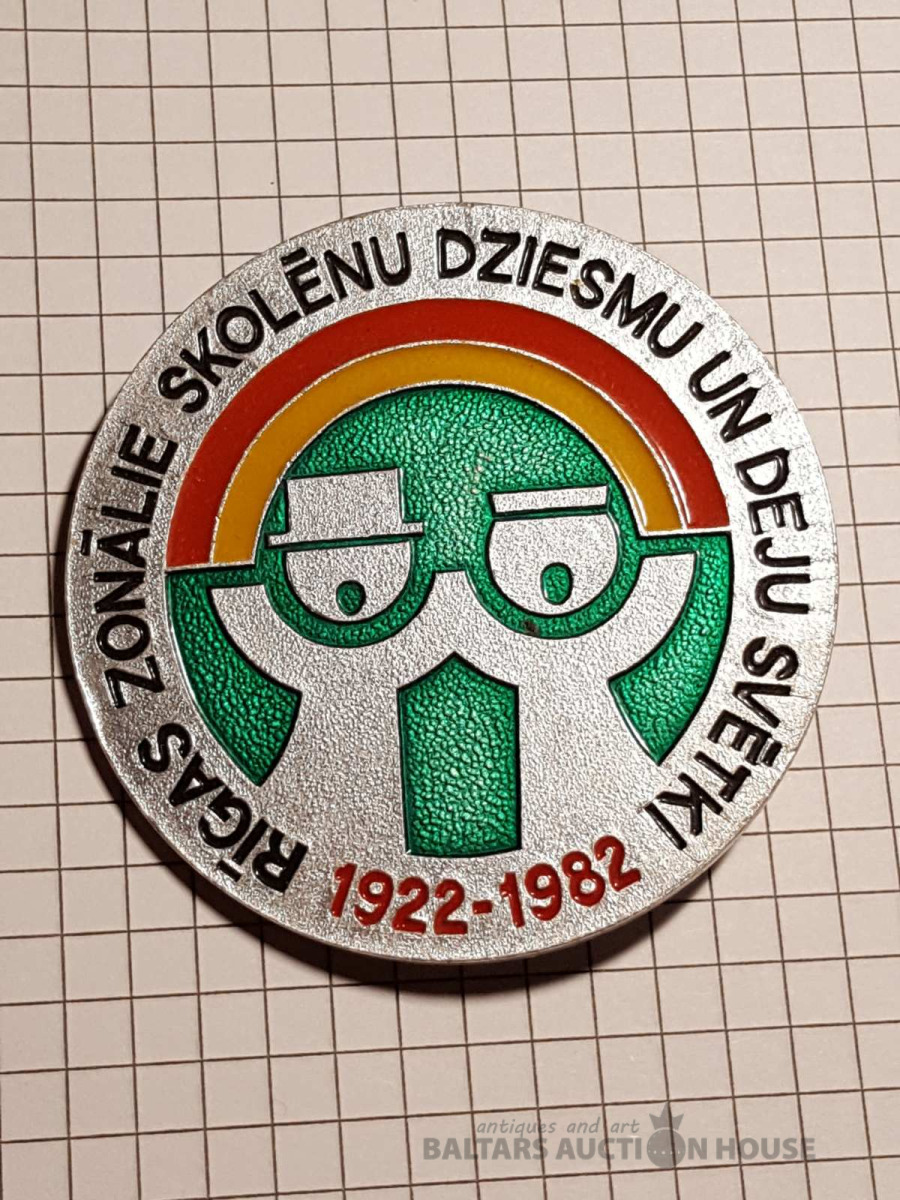 RĪGAS ZONĀLIE SKOLĒNU DZIESMU UN DEJU SVĒTKI
1922-1982
antiques and art
BALTARS AUCTION HOUSE